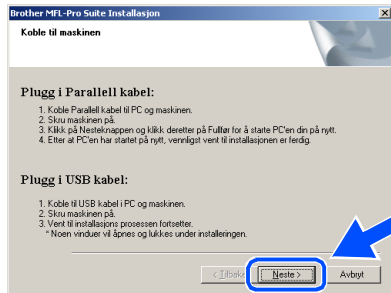 Brother MFL-Pro Suite Installasjon
Koble til maskinen
Plugg i Parallell kabel:
1. Koble Parallell kabel til PC og maskinen.
2. Skru maskinen på.
3. Klikk på Nesteknappen og klikk deretter på Fullfør for å starte PC'en din på nytt.
4. Etter at PC'en har startet på nytt, vennligst vent til installasjonen er ferdig.
Plugg i USB kabel:
1. Koble til USB kabel i PC og maskinen.
2. Skru maskinen på.
3. Vent til installasjons prosessen fortsetter.
* Noen vinduer vil åpnes og lukkes under installeringen.
< Tilbake Neste > Avbryt